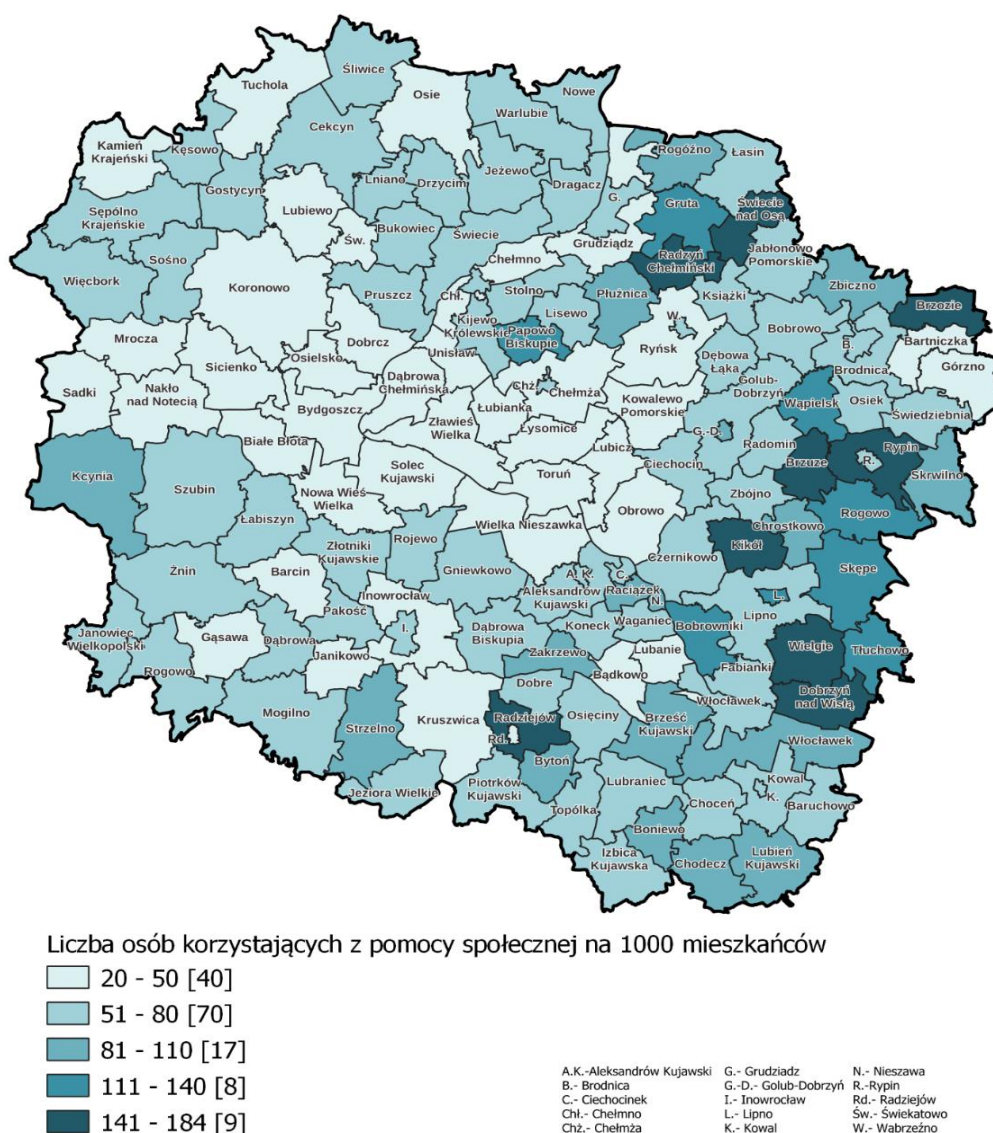 Śliwice
Tuchola
Osie
Nowe
Warlubie
Cekcyn
Kamień
Krajeński
Kęsowo
Rogóźno
Łasin
Lniano
Drzycim
Jeżewo
Dragacz
Gostycyn
G.
Gruta
Świecie
nad Osą
Sępólno
Krajeńskie
Lubiewo
Św.
Bukowiec
Świecie
Grudziądz
Radzyń
Chełmiński
Jabłonowo
Pomorskie
Chełmno
Sośno
Więcbork
Koronowo
Pruszcz
Chł.
Stolno
Płużnica
Książki
Zbiczno
Brzozie
Kijewo
Królewskie
Lisewo
W.
Bobrowo
Papowo
Biskupie
B.
Bartniczka
Mrocza
Dobrcz
Unisław
Ryńsk
Dębowa
Łąka
Brodnica
Górzno
Sicienko
Osielsko
Dąbrowa
Chełmińska
Chż.
Chełmża
Golub-
Dobrzyń
Wąpielsk
Osiek
Sadki
Nakło
nad Notecią
Kowalewo
Pomorskie
Świedziebnia
Bydgoszcz
Zławieś
Wielka
Łubianka
Łysomice
G.-D.
Radomin
Rypin
Białe Błota
Lubicz
Ciechocin
Brzuze
R.
Skrwilno
Kcynia
Solec
Kujawski
Toruń
Szubin
Nowa Wieś
Wielka
Zbójno
Rogowo
Łabiszyn
Wielka Nieszawka
Obrowo
Chrostkowo
Kikół
Złotniki
Kujawskie
Rojewo
Czernikowo
Żnin
Barcin
Gniewkowo
Skępe
A. K.
C.
Inowrocław
Aleksandrów
Kujawski
Raciążek
N.
L.
Pakość
Lipno
Janowiec
Wielkopolski
Gąsawa
Dąbrowa
I.
Dąbrowa
Biskupia
Koneck
Waganiec
Bobrowniki
Wielgie
Tłuchowo
Rogowo
Janikowo
Zakrzewo
Lubanie
Fabianki
Bądkowo
Dobre
Dobrzyń
nad Wisłą
Mogilno
Kruszwica
Włocławek
Strzelno
Radziejów
Osięciny
Brześć
Kujawski
Rd.
Włocławek
Bytoń
Jeziora Wielkie
Piotrków
Kujawski
Lubraniec
Kowal
K.
Topólka
Choceń
Baruchowo
Boniewo
Izbica
Kujawska
Chodecz
Lubień
Kujawski
Liczba osób korzystających z pomocy społecznej na 1000 mieszkańców
20 - 50 [40]
51 - 80 [70]
81 - 110 [17]
111 - 140 [8]
141 - 184 [9]
A.K.-Aleksandrów Kujawski G.- Grudziadz N.- Nieszawa
B.- Brodnica G.-D.- Golub-Dobrzyń R.-Rypin
C.- Ciechocinek I.- Inowrocław Rd.- Radziejów
Chł.- Chełmno L.- Lipno Św.- Świekatowo
Chż.- Chełmża K.- Kowal W.- Wąbrzeźno